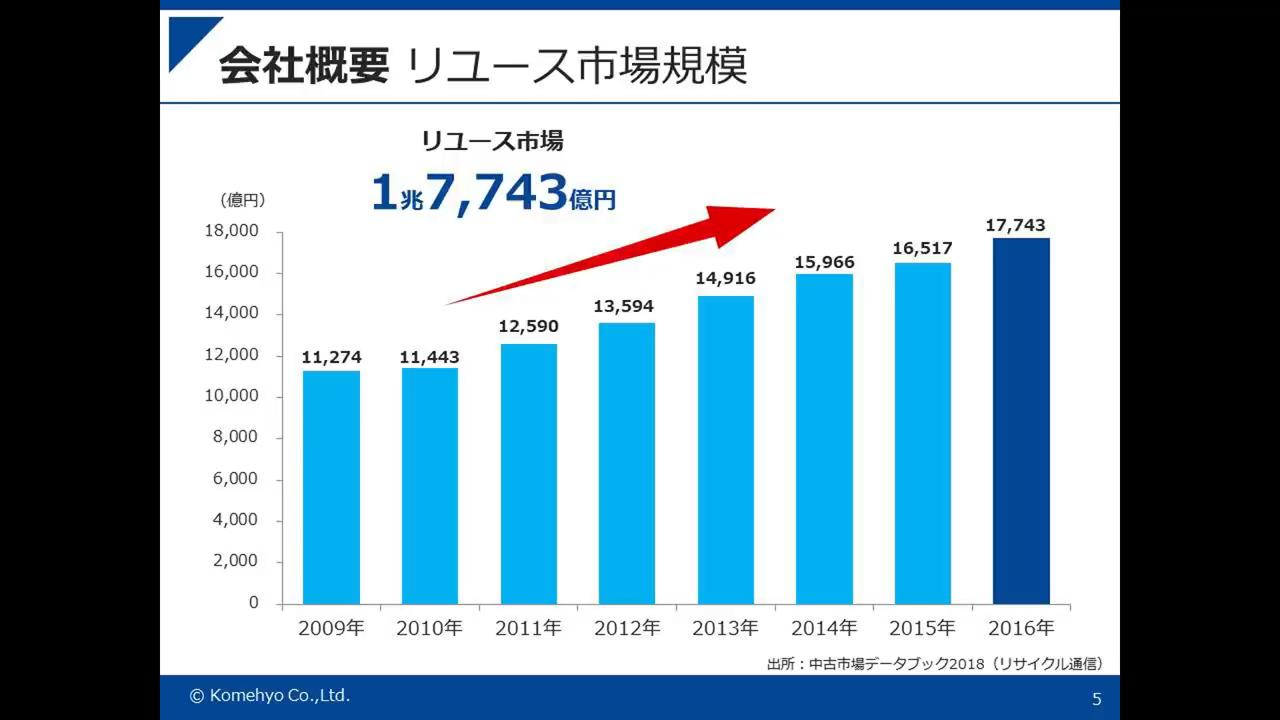 会社概要 リユース市場規模
リユース市場
1兆7,743億円
（億円）
18,000
16,000
14,000
12,000
10,000
8,000
6,000
4,000
2,000
0
11,274
11,443
12,590
13,594
14,916
15,966
16,517
17,743
2009年 2010年 2011年 2012年 2013年 2014年 2015年 2016年
出所：中古市場データブック2018（リサイクル通信）
© Komehyo Co.,Ltd.
5